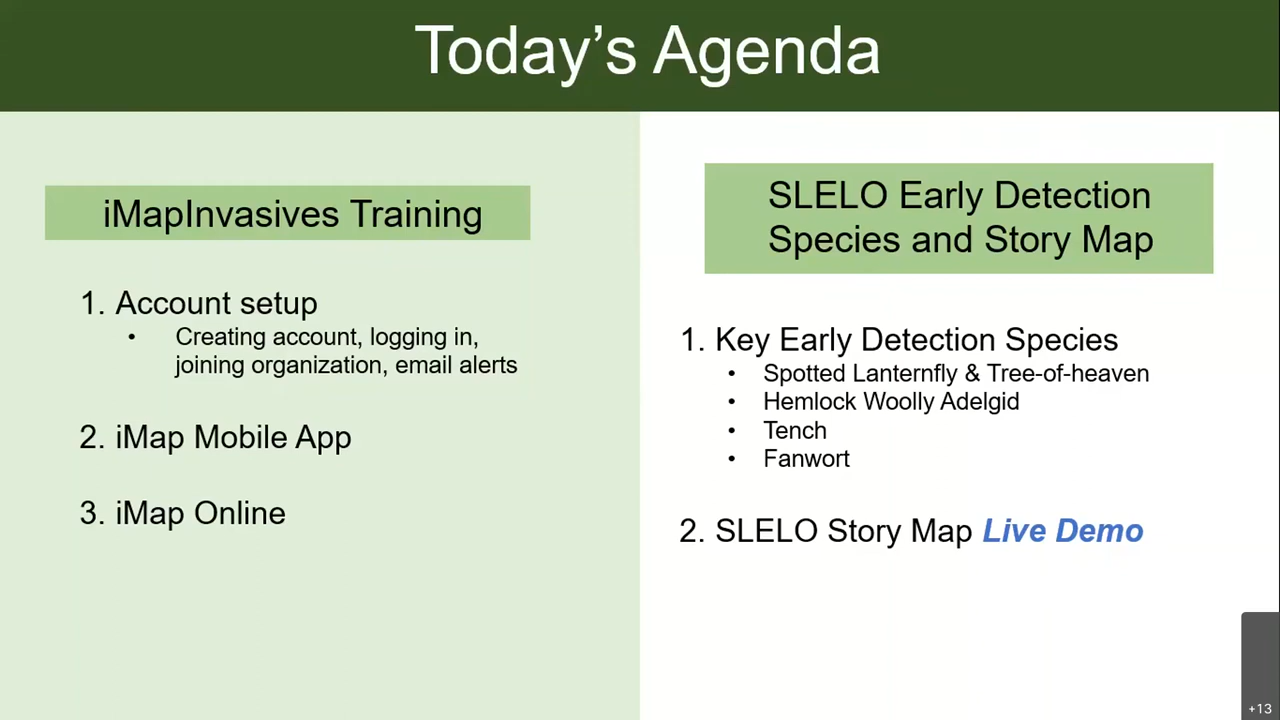 Today’s Agenda
iMapInvasives Training
1. Account setup
• Creating account, logging in,
joining organization, email alerts
2. iMap Mobile App
3. iMap Online
SLELO Early Detection
Species and Story Map
1. Key Early Detection Species
• Spotted Lanternfly & Tree-of-heaven
• Hemlock Woolly Adelgid
• Tench
• Fanwort
2. SLELO Story Map Live Demo
+13